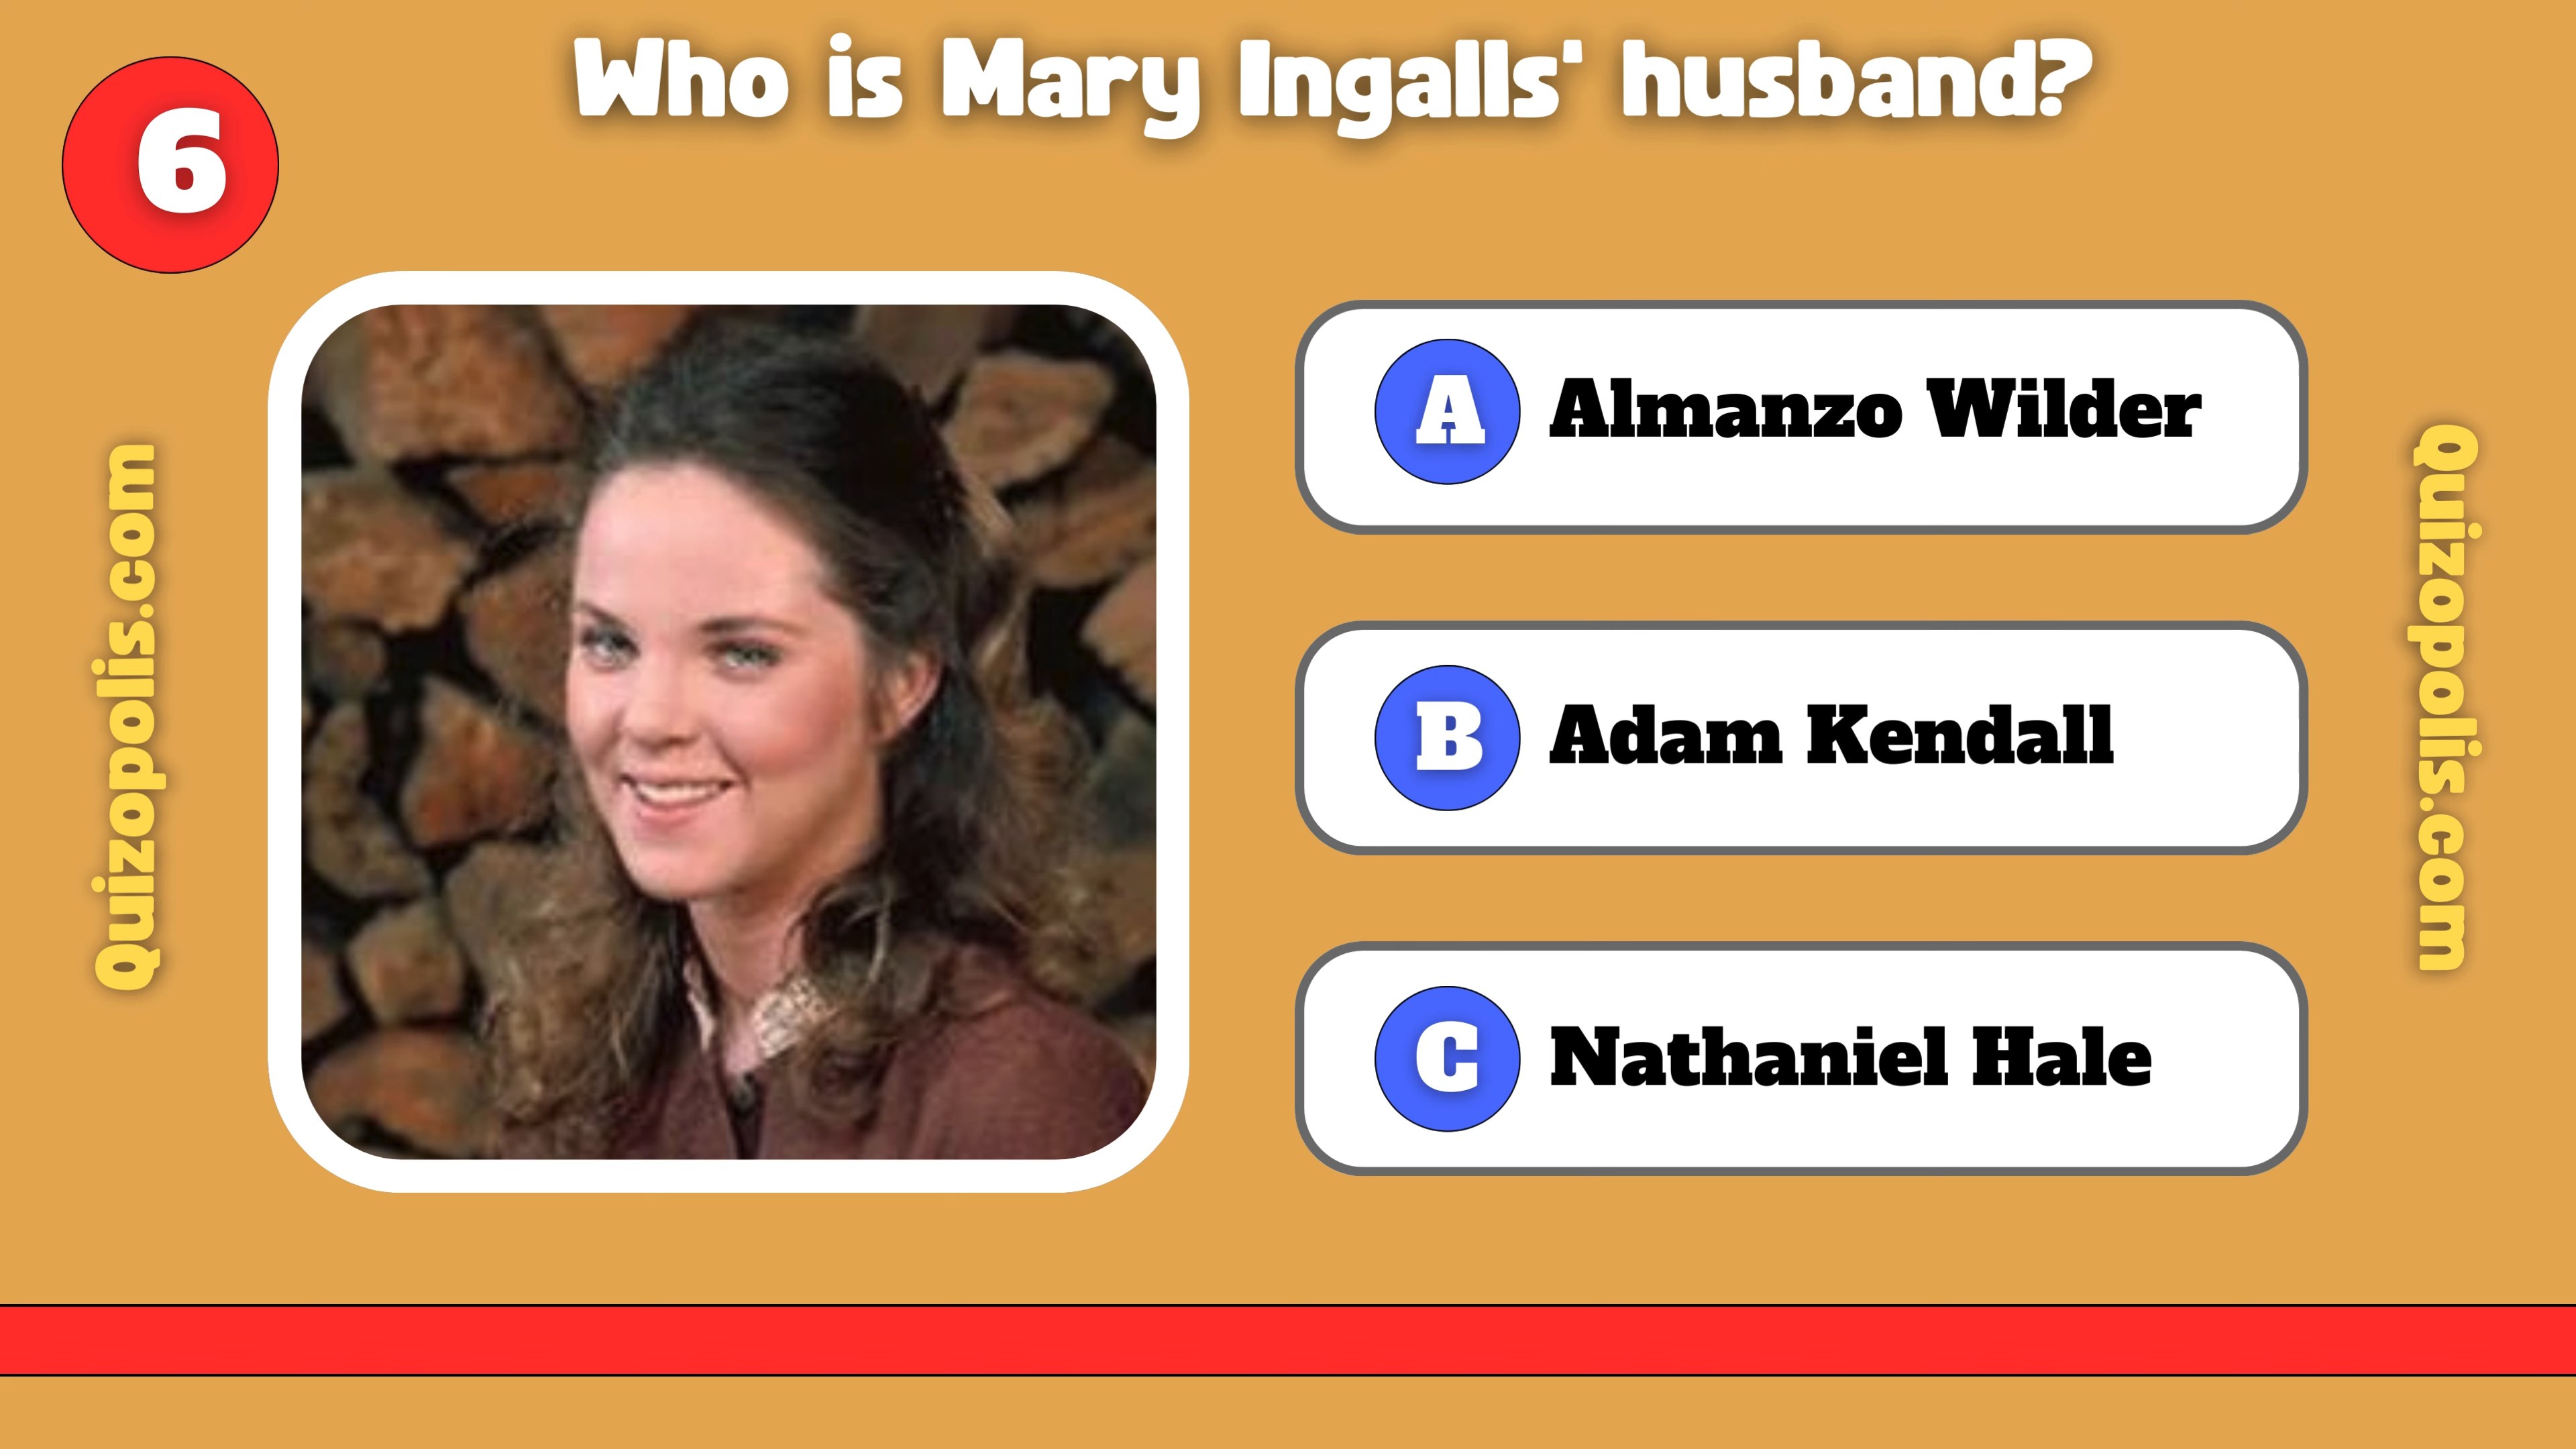 Who is Mary Ingalls' husband?
6
A Almanzo Wilder
B Adam Kendall
C Nathaniel Hale
Quizopolis.com
Quizopolis.com